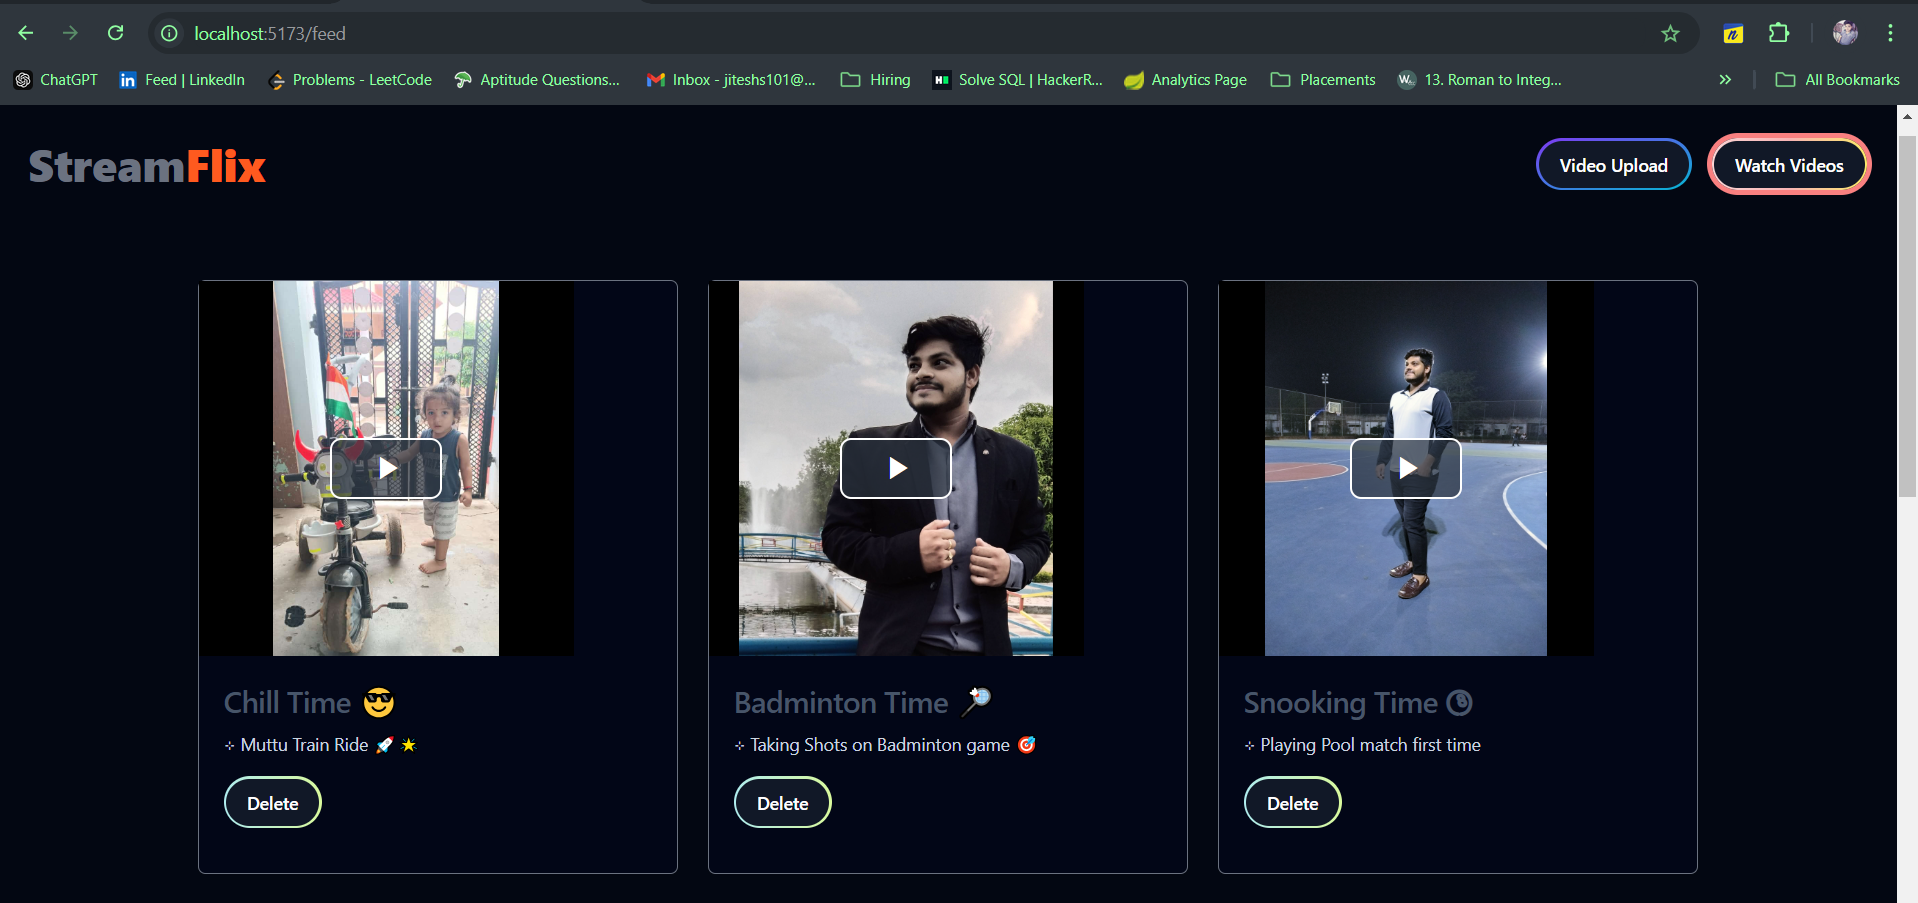 localhost:5173/feed
ChatGPT Feed | LinkedIn Problems - LeetCode Aptitude Questions... Inbox - jiteshs101@... Hiring Solve SQL | HackerR... Analytics Page Placements 13. Roman to Integ... » All Bookmarks
StreamFlix Video Upload Watch Videos
Chill Time 😎 Badminton Time 🏸 Snooking Time 🎱
⊹ Muttu Train Ride 🚀 🌟 ⊹ Taking Shots on Badminton game 🎯 ⊹ Playing Pool match first time
Delete Delete Delete